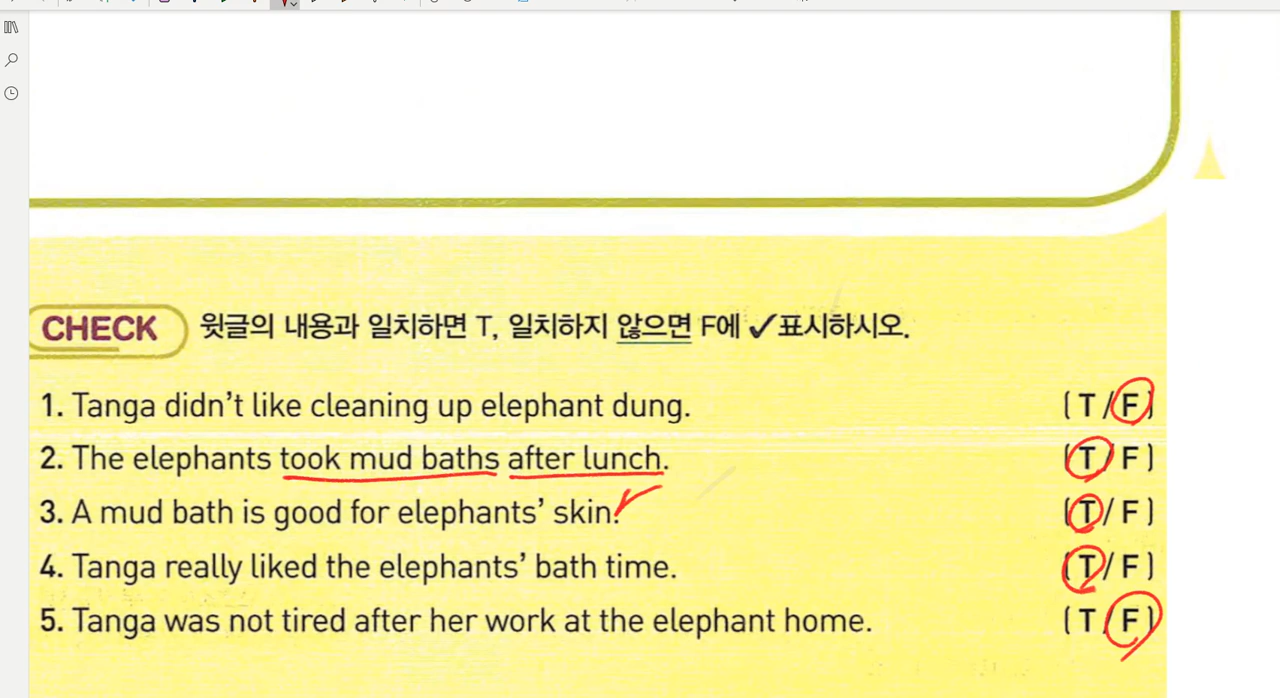 CHECK 윗글의 내용과 일치하면 T, 일치하지 않으면 F에 ✓표시하시오.
1. Tanga didn't like cleaning up elephant dung. ( T / F )
2. The elephants took mud baths after lunch. ( T / F )
3. A mud bath is good for elephants' skin. ( T / F )
4. Tanga really liked the elephants' bath time. ( T / F )
5. Tanga was not tired after her work at the elephant home. ( T / F )